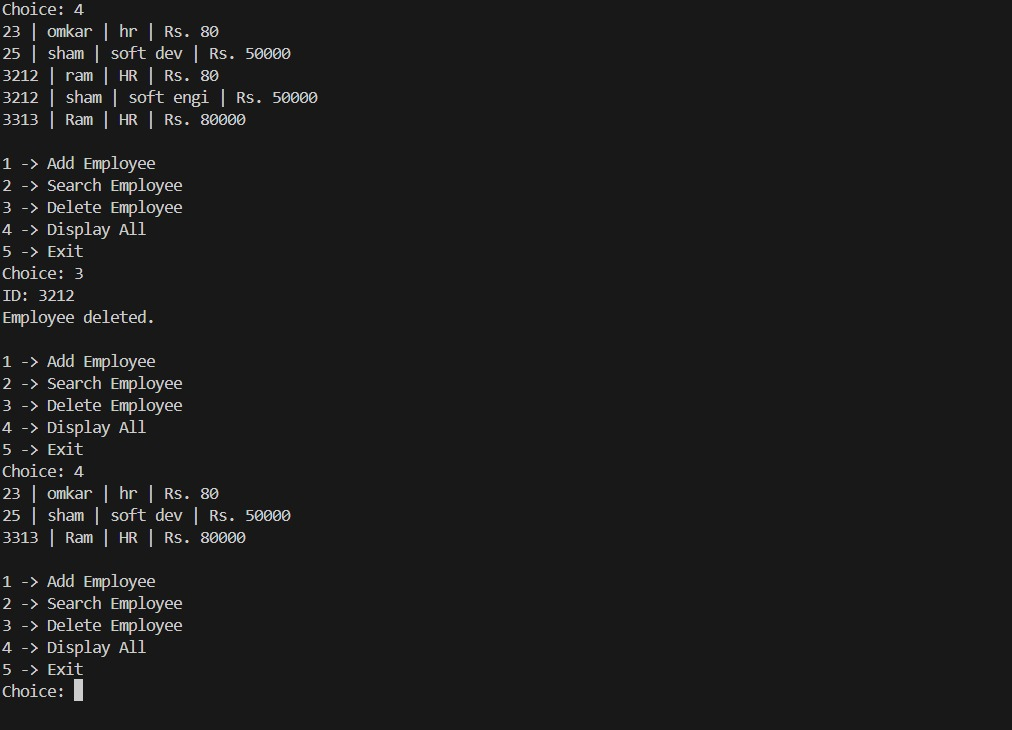 Choice: 4
23 | omkar | hr | Rs. 80
25 | sham | soft dev | Rs. 50000
3212 | ram | HR | Rs. 80
3212 | sham | soft engi | Rs. 50000
3313 | Ram | HR | Rs. 80000
1 -> Add Employee
2 -> Search Employee
3 -> Delete Employee
4 -> Display All
5 -> Exit
Choice: 3
ID: 3212
Employee deleted.
1 -> Add Employee
2 -> Search Employee
3 -> Delete Employee
4 -> Display All
5 -> Exit
Choice: 4
23 | omkar | hr | Rs. 80
25 | sham | soft dev | Rs. 50000
3313 | Ram | HR | Rs. 80000
1 -> Add Employee
2 -> Search Employee
3 -> Delete Employee
4 -> Display All
5 -> Exit
Choice: